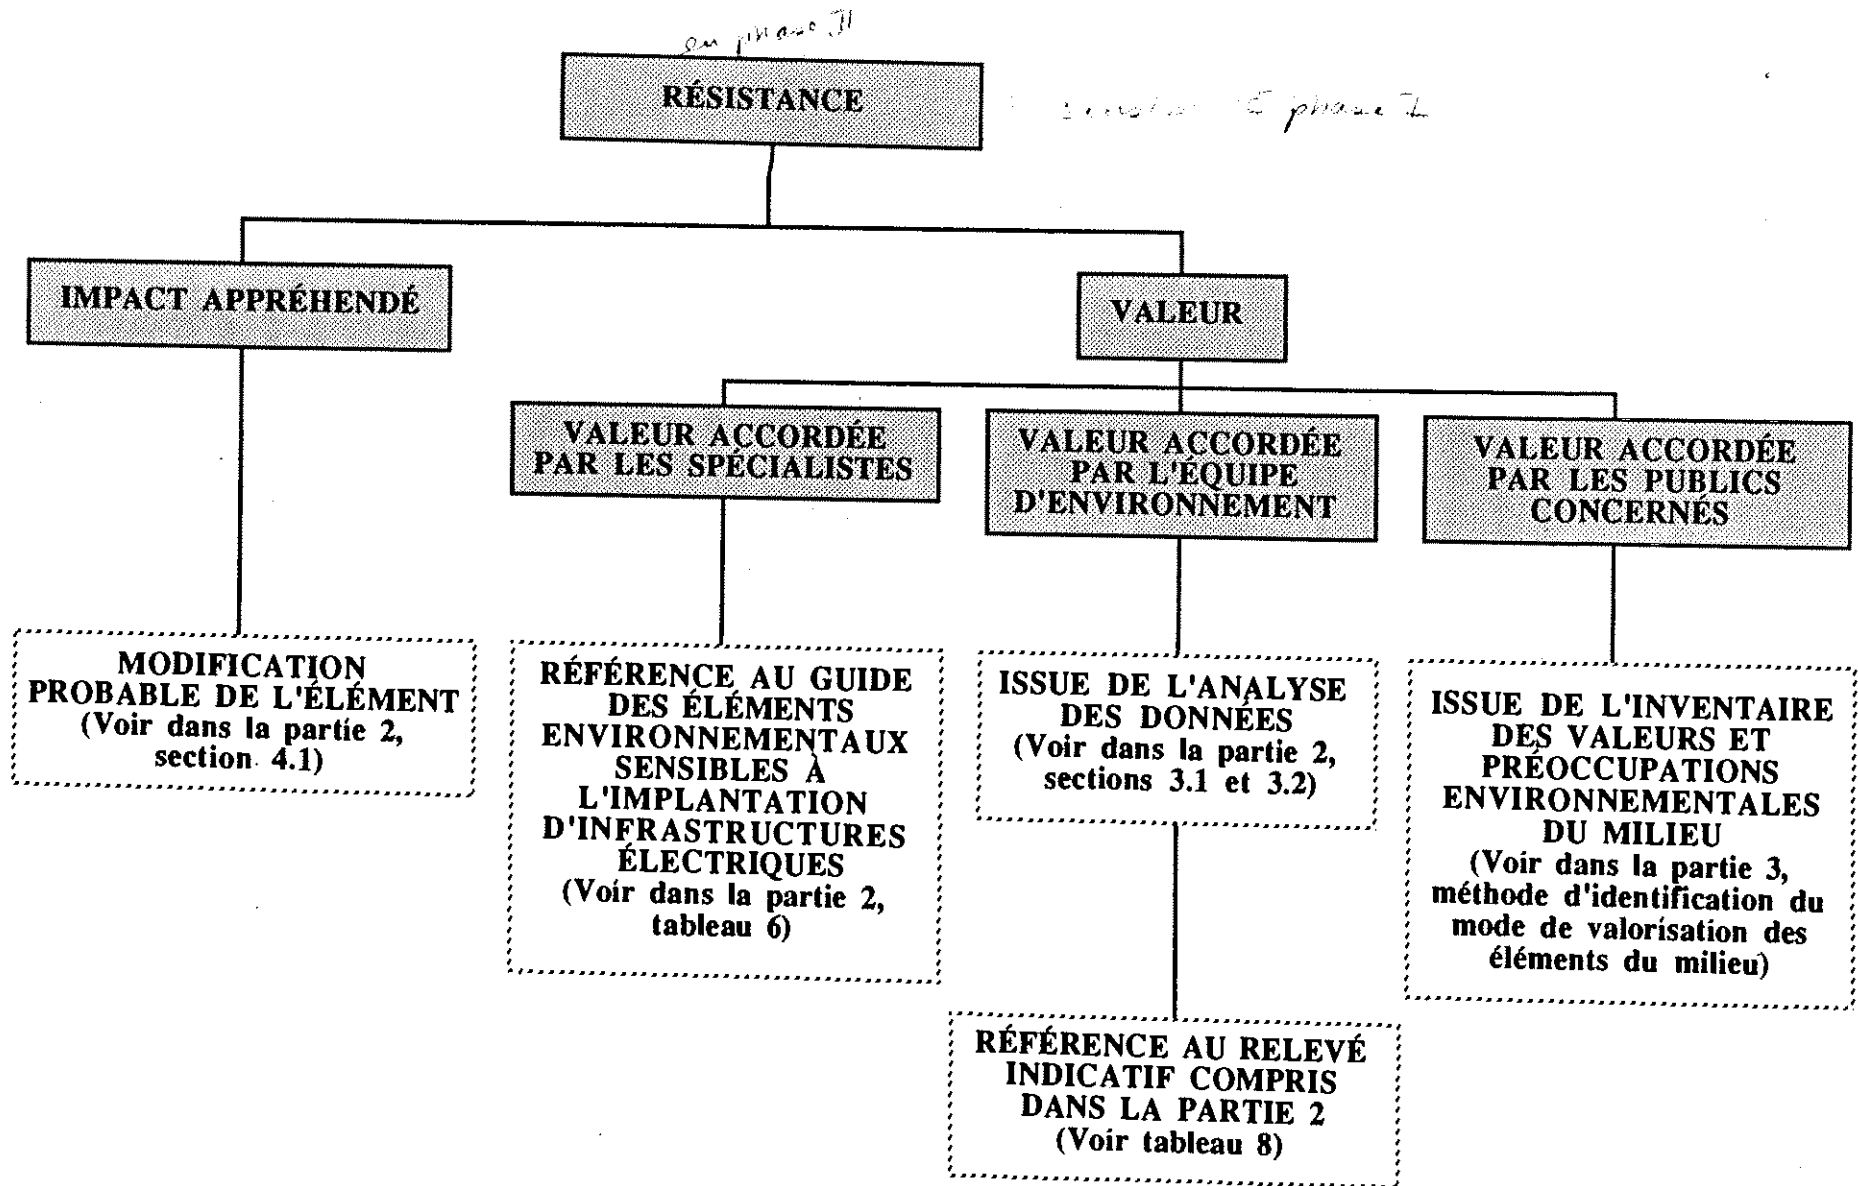 en phase II
RÉSISTANCE
phase I
IMPACT APPRÉHENDÉ
VALEUR
VALEUR ACCORDÉE
PAR LES SPÉCIALISTES
VALEUR ACCORDÉE
PAR L'ÉQUIPE
D'ENVIRONNEMENT
VALEUR ACCORDÉE
PAR LES PUBLICS
CONCERNÉS
MODIFICATION
PROBABLE DE L'ÉLÉMENT
(Voir dans la partie 2,
section 4.1)
RÉFÉRENCE AU GUIDE
DES ÉLÉMENTS
ENVIRONNEMENTAUX
SENSIBLES À
L'IMPLANTATION
D'INFRASTRUCTURES
ÉLECTRIQUES
(Voir dans la partie 2,
tableau 6)
ISSUE DE L'ANALYSE
DES DONNÉES
(Voir dans la partie 2,
sections 3.1 et 3.2)
RÉFÉRENCE AU RELEVÉ
INDICATIF COMPRIS
DANS LA PARTIE 2
(Voir tableau 8)
ISSUE DE L'INVENTAIRE
DES VALEURS ET
PRÉOCCUPATIONS
ENVIRONNEMENTALES
DU MILIEU
(Voir dans la partie 3,
méthode d'identification du
mode de valorisation des
éléments du milieu)